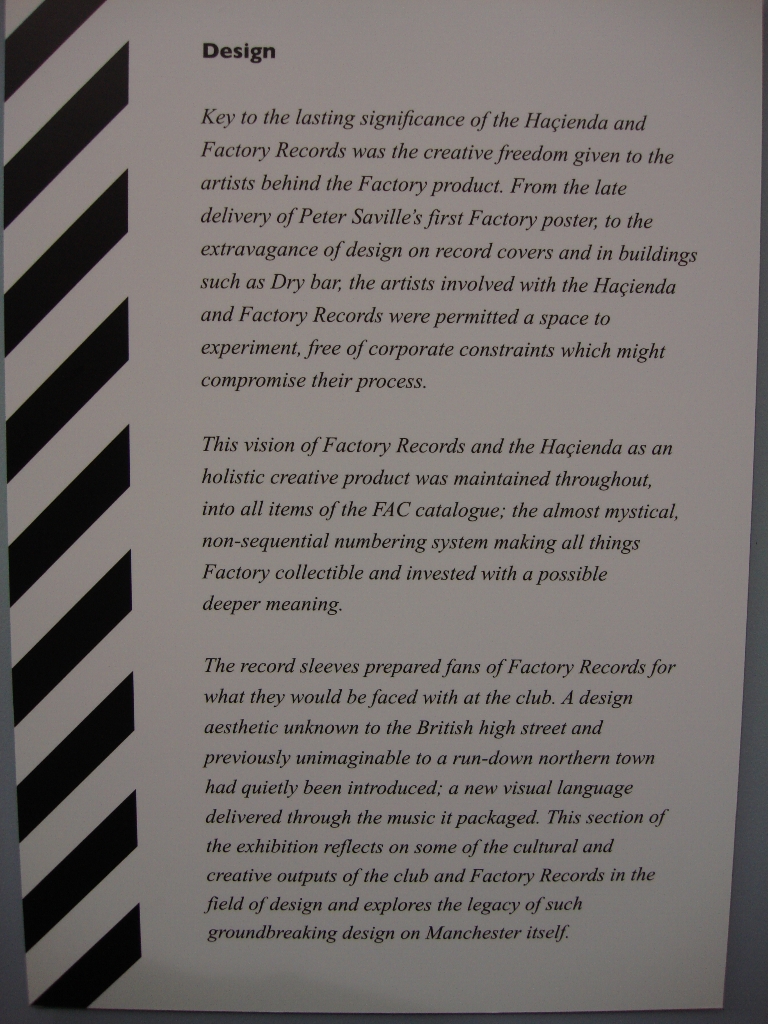 Design
Key to the lasting significance of the Haçienda and
Factory Records was the creative freedom given to the
artists behind the Factory product. From the late
delivery of Peter Saville's first Factory poster, to the
extravagance of design on record covers and in buildings
such as Dry bar, the artists involved with the Haçienda
and Factory Records were permitted a space to
experiment, free of corporate constraints which might
compromise their process.
This vision of Factory Records and the Haçienda as an
holistic creative product was maintained throughout,
into all items of the FAC catalogue; the almost mystical,
non-sequential numbering system making all things
Factory collectible and invested with a possible
deeper meaning.
The record sleeves prepared fans of Factory Records for
what they would be faced with at the club. A design
aesthetic unknown to the British high street and
previously unimaginable to a run-down northern town
had quietly been introduced; a new visual language
delivered through the music it packaged. This section of
the exhibition reflects on some of the cultural and
creative outputs of the club and Factory Records in the
field of design and explores the legacy of such
groundbreaking design on Manchester itself.